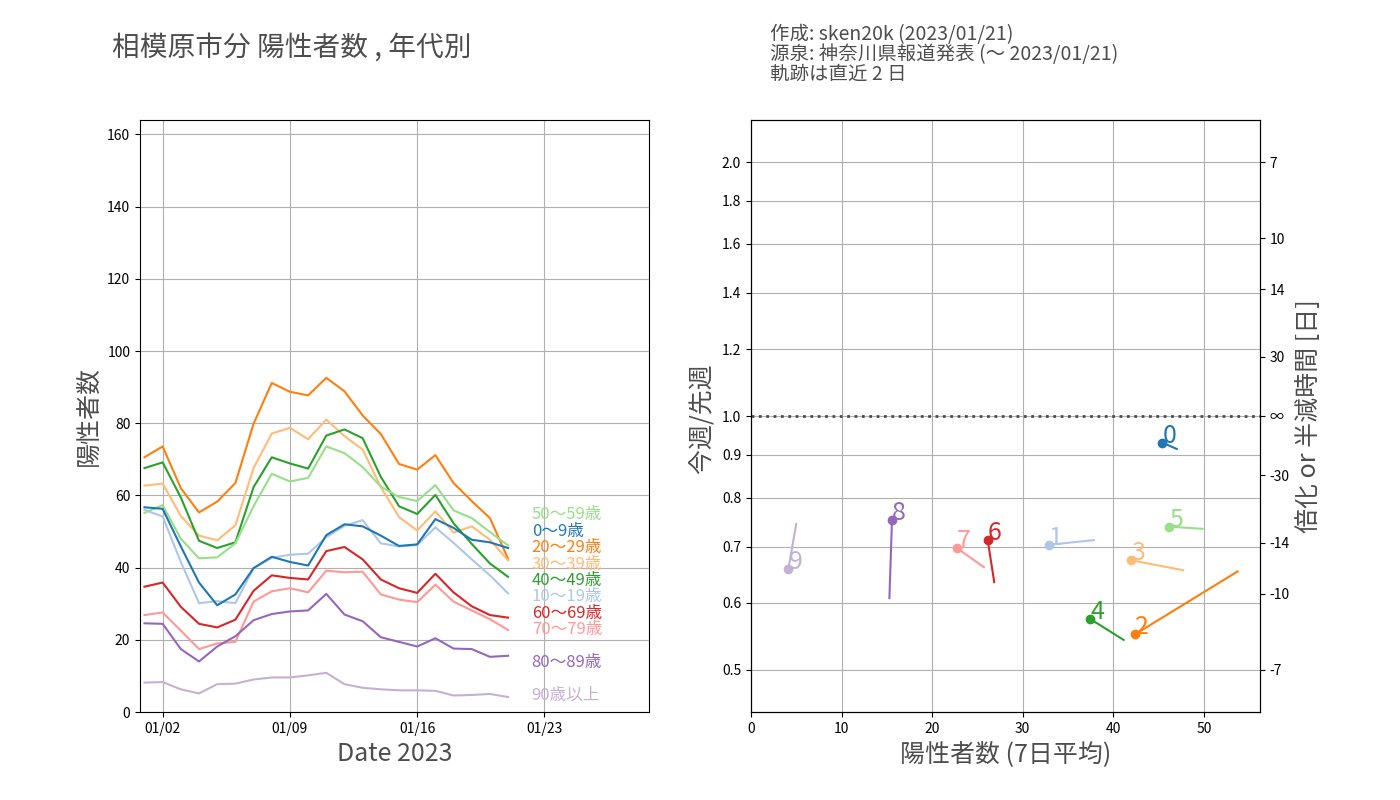 相模原市分 陽性者数 , 年代別
作成: sken20k (2023/01/21)
源泉: 神奈川県報道発表 (〜 2023/01/21)
軌跡は直近 2 日
陽性者数
160
140
120
100
80
60
40
20
0
50〜59歳
0〜9歳
20〜29歳
30〜39歳
40〜49歳
10〜19歳
60〜69歳
70〜79歳
80〜89歳
90歳以上
01/02
01/09
01/16
01/23
Date 2023
今週/先週
2.0
1.8
1.6
1.4
1.2
1.0
0.9
0.8
0.7
0.6
0.5
0
8
5
6
7
1
3
9
4
2
7
10
14
30
∞
-30
-14
-10
-7
倍化 or 半減時間 [日]
0
10
20
30
40
50
陽性者数 (7日平均)